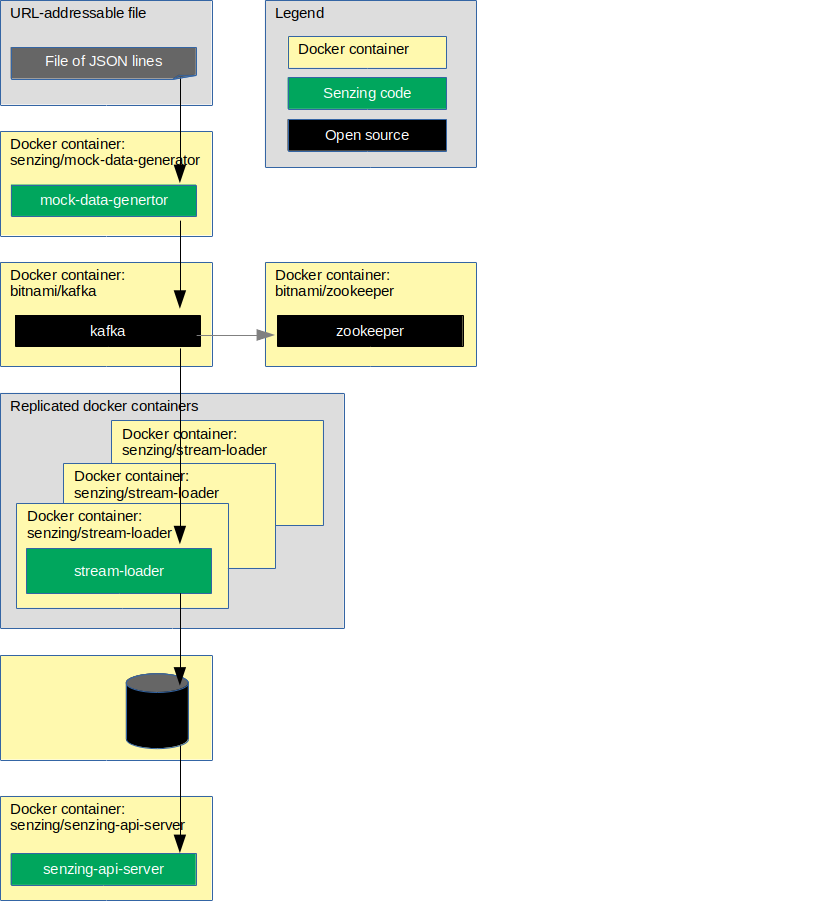 URL-addressable file
File of JSON lines
Legend
Docker container
Senzing code
Open source
Docker container:
senzing/mock-data-generator
mock-data-genertor
Docker container:
bitnami/kafka
kafka
Docker container:
bitnami/zookeeper
zookeeper
Replicated docker containers
Docker container:
senzing/stream-loader
Docker container:
senzing/stream-loader
Docker container:
senzing/stream-loader
stream-loader
Docker container:
senzing/senzing-api-server
senzing-api-server